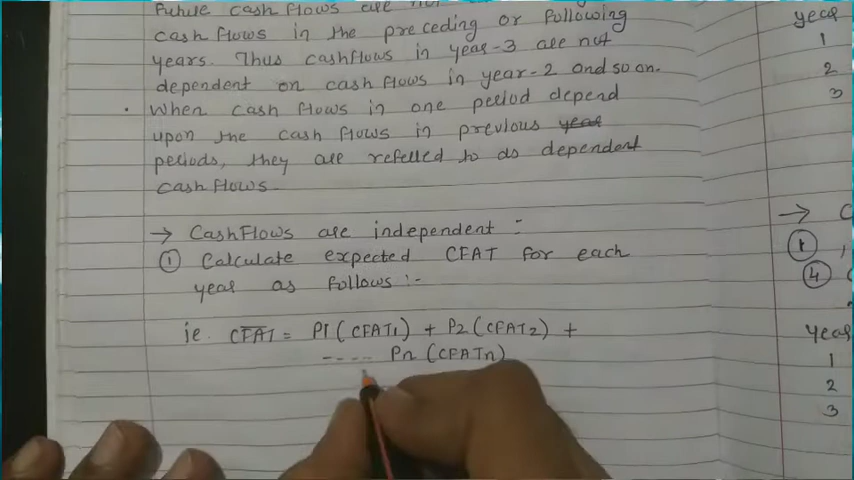 Future cash flows are not
cash flows in the preceding or following
years. Thus cashflows in year-3 are not
dependent on cash flows in year-2 and so on.
• When cash flows in one period depend
upon the cash flows in previous year
periods, they are referred to as dependent
cash flows
→ Cashflows are independent :-
① Calculate expected CFAT for each
year as follows :-
ie. C̅F̅A̅T̅ = P1 (CFAT1) + P2 (CFAT2) +
---- Pn (CFATn)
year
1
2
3
→ C
①
④
year
1
2
3